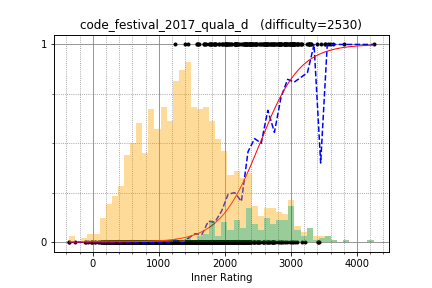 code_festival_2017_quala_d (difficulty=2530)
1
0
0 1000 2000 3000 4000
Inner Rating